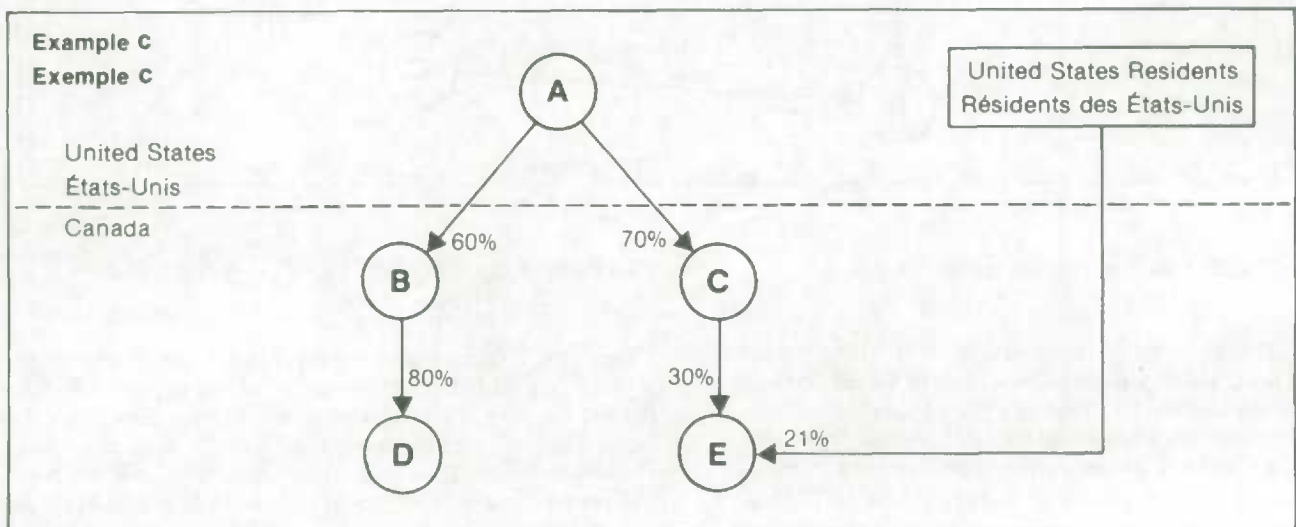 Example C
Exemple C
A
United States Residents
Résidents des États-Unis
United States
États-Unis
Canada
60%
70%
B
C
80%
30%
D
E
21%